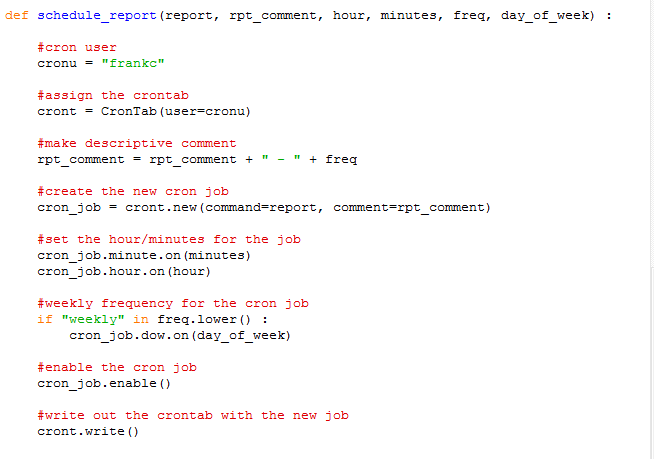 def schedule_report(report, rpt_comment, hour, minutes, freq, day_of_week) :
#cron user
cronu = "frankc"
#assign the crontab
cront = CronTab(user=cronu)
#make descriptive comment
rpt_comment = rpt_comment + " - " + freq
#create the new cron job
cron_job = cront.new(command=report, comment=rpt_comment)
#set the hour/minutes for the job
cron_job.minute.on(minutes)
cron_job.hour.on(hour)
#weekly frequency for the cron job
if "weekly" in freq.lower() :
cron_job.dow.on(day_of_week)
#enable the cron job
cron_job.enable()
#write out the crontab with the new job
cront.write()